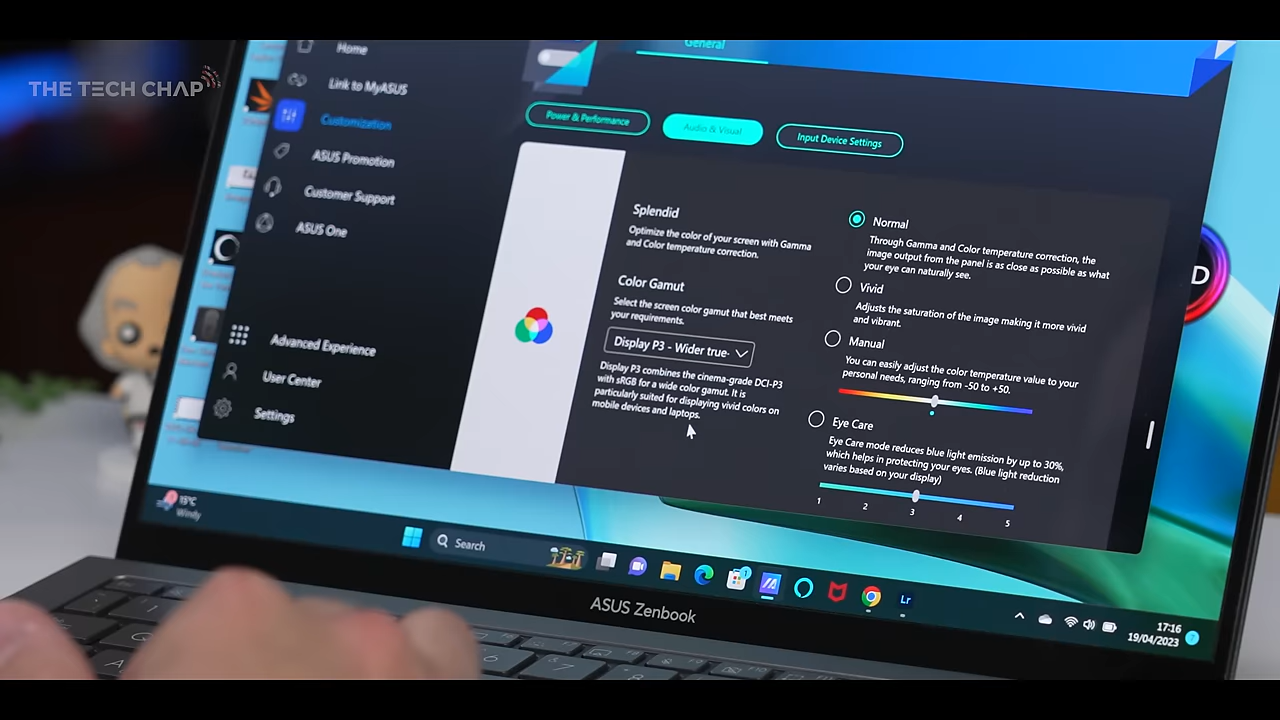 THE TECH CHAP
Home
Link to MyASUS
Customization
ASUS Promotion
Customer Support
ASUS One
Advanced Experience
User Center
Settings
General
Power & Performance
Audio & Visual
Input Device Settings
Splendid
Optimize the color of your screen with Gamma
and Color temperature correction.
Color Gamut
Select the screen color gamut that best meets
your requirements.
Display P3 - Wider true-
Display P3 combines the cinema-grade DCI-P3
with sRGB for a wide color gamut. It is
particularly suited for displaying vivid colors on
mobile devices and laptops.
Normal
Through Gamma and Color temperature correction, the
image output from the panel is as close as possible as what
your eye can naturally see.
Vivid
Adjusts the saturation of the image making it more vivid
and vibrant.
Manual
You can easily adjust the color temperature value to your
personal needs, ranging from -50 to +50.
Eye Care
Eye Care mode reduces blue light emission by up to 30%,
which helps in protecting your eyes. (Blue light reduction
varies based on your display)
1 2 3 4 5
D
13°C
Windy
Search
Lr
17:16
19/04/2023
ASUS Zenbook
Q
A
6
7
8